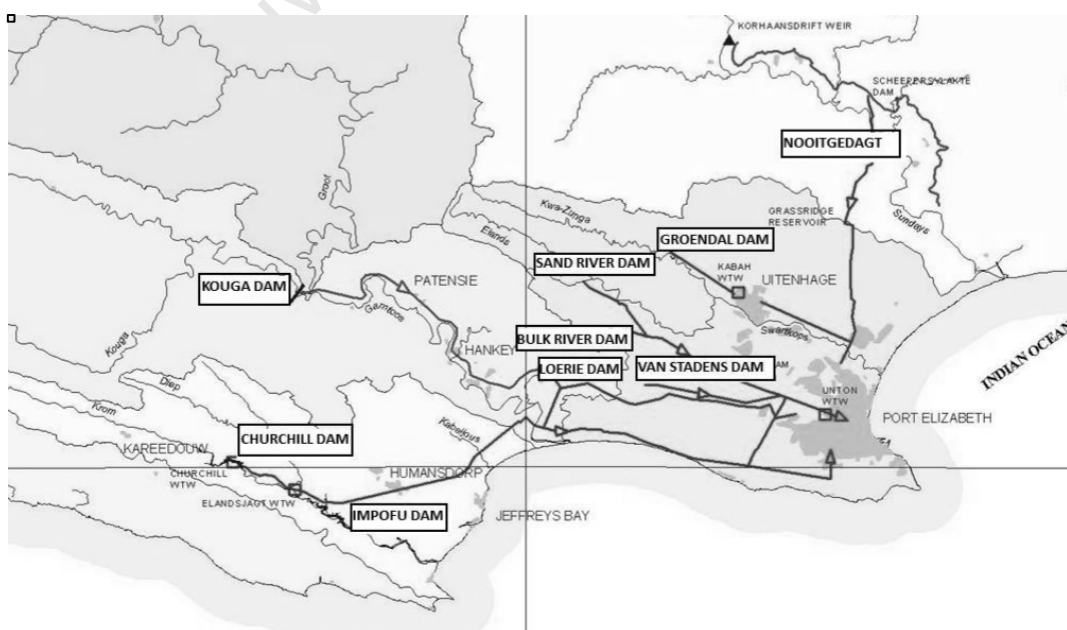 KORHAANSDRIFT WEIR
SCHEEPERSVLAKTE
DAM
NOOITGEDAGT
Groot
Kwa-Zunga
GRASSRIDGE
RESERVOIR
Sundays
Elands
GROENDAL DAM
SAND RIVER DAM
KABAH
WTW
UITENHAGE
KOUGA DAM
PATENSIE
Gamtoos
Swartkops
INDIAN OCEAN
Kouga
BULK RIVER DAM
HANKEY
LOERIE DAM
VAN STADENS DAM
AM
Diep
Krom
LINTON
WTW
PORT ELIZABETH
CHURCHILL DAM
Kabeljous
KAREEDOUW
CHURCHILL
WTW
HUMANSDORP
ELANDSJAGT WTW
IMPOFU DAM
JEFFREYS BAY